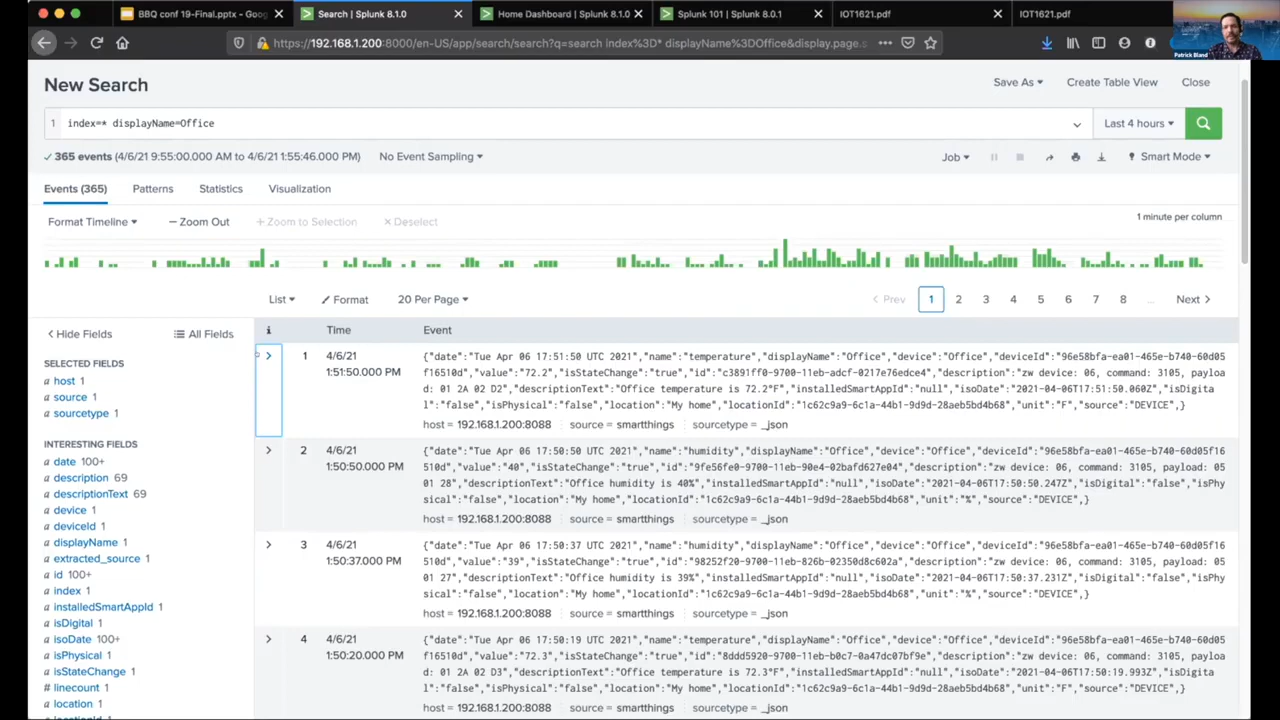 BBQ conf 19-Final.pptx - Goog
Search | Splunk 8.1.0
Home Dashboard | Splunk 8.1.0
Splunk 101 | Splunk 8.0.1
IOT1621.pdf
IOT1621.pdf
https://192.168.1.200:8000/en-US/app/search/search?q=search index%3D* displayName%3DOffice&display.page.s
Patrick Bland
New Search
Save As
Create Table View
Close
1 index=* displayName=Office
Last 4 hours
365 events (4/6/21 9:55:00.000 AM to 4/6/21 1:55:46.000 PM)
No Event Sampling
Job
Smart Mode
Events (365)
Patterns
Statistics
Visualization
Format Timeline
— Zoom Out
+ Zoom to Selection
× Deselect
1 minute per column
List
Format
20 Per Page
< Prev
1 2 3 4 5 6 7 8 ... Next >
< Hide Fields
All Fields
SELECTED FIELDS
a host 1
a source 1
a sourcetype 1
INTERESTING FIELDS
a date 100+
a description 69
a descriptionText 69
a device 1
a deviceId 1
a displayName 1
a extracted_source 1
a id 100+
a index 1
a installedSmartAppId 1
a isDigital 1
a isoDate 100+
a isPhysical 1
a isStateChange 1
# linecount 1
a location 1
i Time Event
1 4/6/21
1:51:50.000 PM
{"date":"Tue Apr 06 17:51:50 UTC 2021","name":"temperature","displayName":"Office","device":"Office","deviceId":"96e58bfa-ea01-465e-b740-60d05
f16510d","value":"72.2","isStateChange":"true","id":"c3891ff0-9700-11eb-adcf-0217e76edce4","description":"zw device: 06, command: 3105, payloa
d: 01 2A 02 D2","descriptionText":"Office temperature is 72.2°F","installedSmartAppId":"null","isoDate":"2021-04-06T17:51:50.060Z","isDigita
l":"false","isPhysical":"false","location":"My home","locationId":"1c62c9a9-6c1a-44b1-9d9d-28aeb5bd4b68","unit":"F","source":"DEVICE",}
host = 192.168.1.200:8088 source = smartthings sourcetype = _json
2 4/6/21
1:50:50.000 PM
{"date":"Tue Apr 06 17:50:50 UTC 2021","name":"humidity","displayName":"Office","device":"Office","deviceId":"96e58bfa-ea01-465e-b740-60d05f16
510d","value":"40","isStateChange":"true","id":"9fe56fe0-9700-11eb-90e4-02bafd627e04","description":"zw device: 06, command: 3105, payload: 05
01 28","descriptionText":"Office humidity is 40%","installedSmartAppId":"null","isoDate":"2021-04-06T17:50:50.247Z","isDigital":"false","isPhy
sical":"false","location":"My home","locationId":"1c62c9a9-6c1a-44b1-9d9d-28aeb5bd4b68","unit":"%","source":"DEVICE",}
host = 192.168.1.200:8088 source = smartthings sourcetype = _json
3 4/6/21
1:50:37.000 PM
{"date":"Tue Apr 06 17:50:37 UTC 2021","name":"humidity","displayName":"Office","device":"Office","deviceId":"96e58bfa-ea01-465e-b740-60d05f16
510d","value":"39","isStateChange":"true","id":"98252f20-9700-11eb-826b-02350d8c602a","description":"zw device: 06, command: 3105, payload: 05
01 27","descriptionText":"Office humidity is 39%","installedSmartAppId":"null","isoDate":"2021-04-06T17:50:37.231Z","isDigital":"false","isPhy
sical":"false","location":"My home","locationId":"1c62c9a9-6c1a-44b1-9d9d-28aeb5bd4b68","unit":"%","source":"DEVICE",}
host = 192.168.1.200:8088 source = smartthings sourcetype = _json
4 4/6/21
1:50:20.000 PM
{"date":"Tue Apr 06 17:50:19 UTC 2021","name":"temperature","displayName":"Office","device":"Office","deviceId":"96e58bfa-ea01-465e-b740-60d05
f16510d","value":"72.3","isStateChange":"true","id":"8ddd5920-9700-11eb-b0c7-0a47dc07bf9e","description":"zw device: 06, command: 3105, payloa
d: 01 2A 02 D3","descriptionText":"Office temperature is 72.3°F","installedSmartAppId":"null","isoDate":"2021-04-06T17:50:19.993Z","isDigita
l":"false","isPhysical":"false","location":"My home","locationId":"1c62c9a9-6c1a-44b1-9d9d-28aeb5bd4b68","unit":"F","source":"DEVICE",}
host = 192.168.1.200:8088 source = smartthings sourcetype = _json